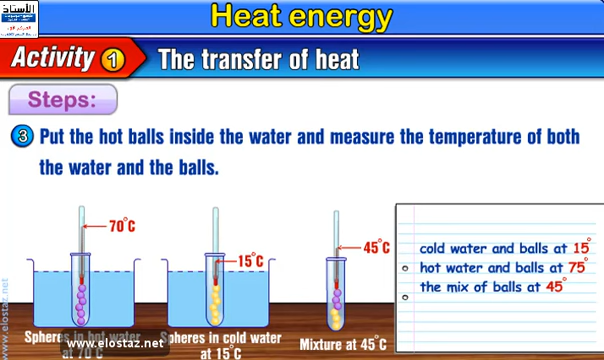 الأستاذ
Heat energy
Activity 1 The transfer of heat
Steps:
3 Put the hot balls inside the water and measure the temperature of both
the water and the balls.
70°C
15°C
45°C
cold water and balls at 15°
hot water and balls at 75°
the mix of balls at 45°
Spheres in hot water
at 70°C
Spheres in cold water
at 15°C
Mixture at 45°C
www.elostaz.net
www.elostaz.net